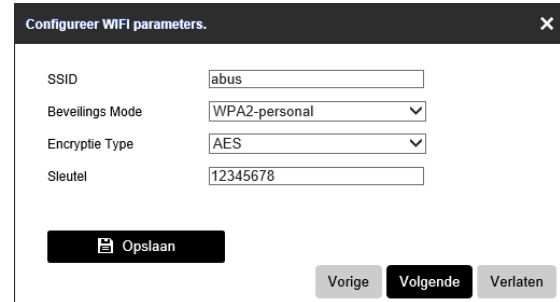 Configureer WIFI parameters.
SSID abus
Beveilings Mode WPA2-personal
Encryptie Type AES
Sleutel 12345678
Opslaan
Vorige Volgende Verlaten